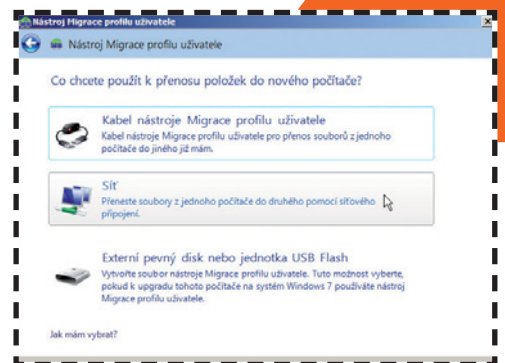 Nástroj Migrace profilu uživatele
Nástroj Migrace profilu uživatele
Co chcete použít k přenosu položek do nového počítače?
Kabel nástroje Migrace profilu uživatele
Kabel nástroje Migrace profilu uživatele pro přenos souborů z jednoho
počítače do jiného již mám.
Síť
Přeneste soubory z jednoho počítače do druhého pomocí síťového
připojení.
Externí pevný disk nebo jednotka USB Flash
Vytvořte soubor nástroje Migrace profilu uživatele. Tuto možnost vyberte,
pokud k upgradu tohoto počítače na systém Windows 7 používáte nástroj
Migrace profilu uživatele.
Jak mám vybrat?